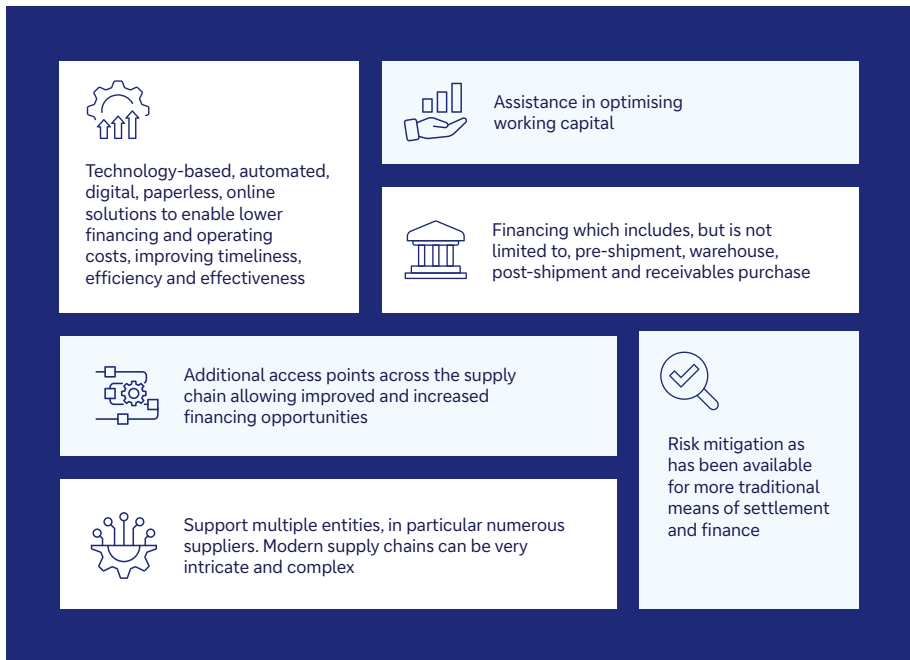 Technology-based, automated,
digital, paperless, online
solutions to enable lower
financing and operating
costs, improving timeliness,
efficiency and effectiveness
Assistance in optimising
working capital
Financing which includes, but is not
limited to, pre-shipment, warehouse,
post-shipment and receivables purchase
Additional access points across the supply
chain allowing improved and increased
financing opportunities
Risk mitigation as
has been available
for more traditional
means of settlement
and finance
Support multiple entities, in particular numerous
suppliers. Modern supply chains can be very
intricate and complex